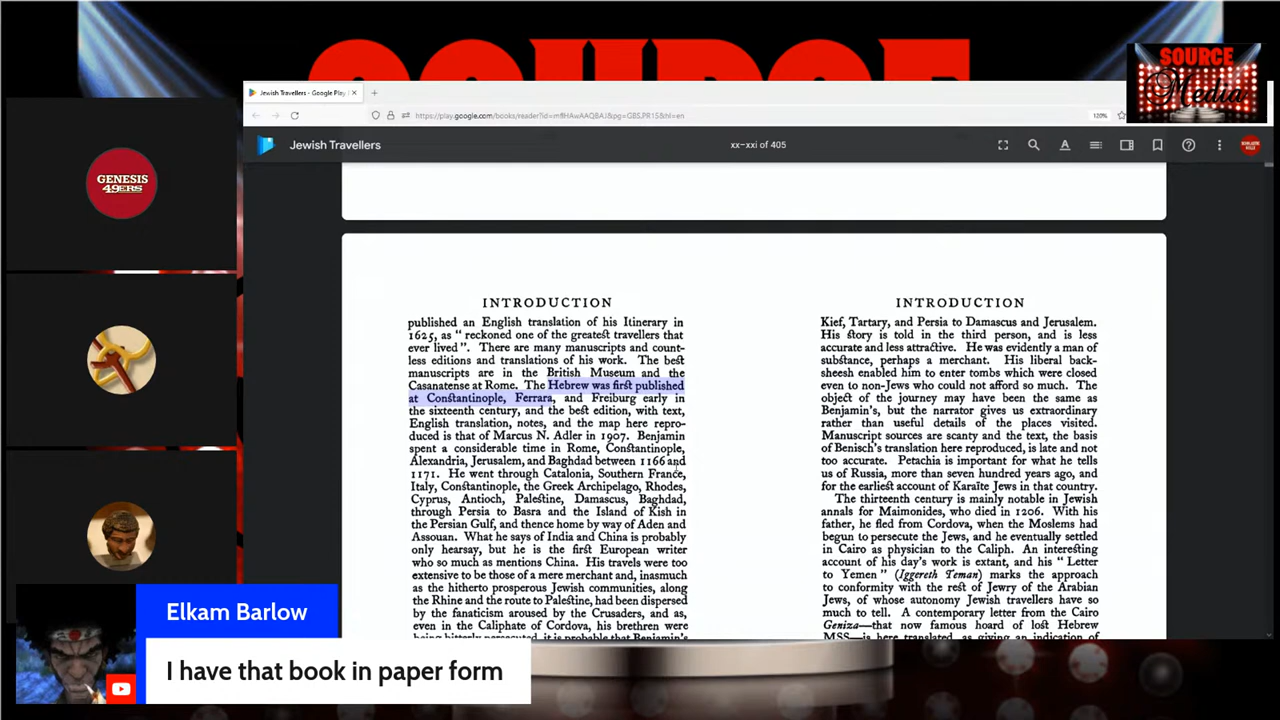 SOURCE
SOURCE
Media
GENESIS
49ERS
Jewish Travellers - Google Play
https://play.google.com/books/reader?id=mflHAwAAQBAJ&pg=GBS.PR15&hl=en
120%
Jewish Travellers
xx–xxi of 405
INTRODUCTION
published an English translation of his Itinerary in
1625, as " reckoned one of the greatest travellers that
ever lived ". There are many manuscripts and count-
less editions and translations of his work. The best
manuscripts are in the British Museum and the
Casanatense at Rome. The Hebrew was first published
at Constantinople, Ferrara, and Freiburg early in
the sixteenth century, and the best edition, with text,
English translation, notes, and the map here repro-
duced is that of Marcus N. Adler in 1907. Benjamin
spent a considerable time in Rome, Constantinople,
Alexandria, Jerusalem, and Baghdad between 1166 and
1171. He went through Catalonia, Southern France,
Italy, Constantinople, the Greek Archipelago, Rhodes,
Cyprus, Antioch, Palestine, Damascus, Baghdad,
through Persia to Basra and the Island of Kish in
the Persian Gulf, and thence home by way of Aden and
Assouan. What he says of India and China is probably
only hearsay, but he is the first European writer
who so much as mentions China. His travels were too
extensive to be those of a mere merchant and, inasmuch
as the hitherto prosperous Jewish communities, along
the Rhine and the route to Palestine, had been dispersed
by the fanaticism aroused by the Crusaders, and as,
even in the Caliphate of Cordova, his brethren were
being bitterly persecuted, it is probable that Benjamin's
INTRODUCTION
Kief, Tartary, and Persia to Damascus and Jerusalem.
His story is told in the third person, and is less
accurate and less attractive. He was evidently a man of
substance, perhaps a merchant. His liberal back-
sheesh enabled him to enter tombs which were closed
even to non-Jews who could not afford so much. The
object of the journey may have been the same as
Benjamin's, but the narrator gives us extraordinary
rather than useful details of the places visited.
Manuscript sources are scanty and the text, the basis
of Benisch's translation here reproduced, is late and not
too accurate. Petachia is important for what he tells
us of Russia, more than seven hundred years ago, and
for the earliest account of Karaite Jews in that country.
The thirteenth century is mainly notable in Jewish
annals for Maimonides, who died in 1206. With his
father, he fled from Cordova, when the Moslems had
begun to persecute the Jews, and he eventually settled
in Cairo as physician to the Caliph. An interesting
account of his day's work is extant, and his " Letter
to Yemen " (Iggereth Teman) marks the approach
to conformity with the rest of Jewry of the Arabian
Jews, of whose autonomy Jewish travellers have so
much to tell. A contemporary letter from the Cairo
Geniza—that now famous hoard of lost Hebrew
MSS—is here translated, as giving an indication of
Elkam Barlow
I have that book in paper form